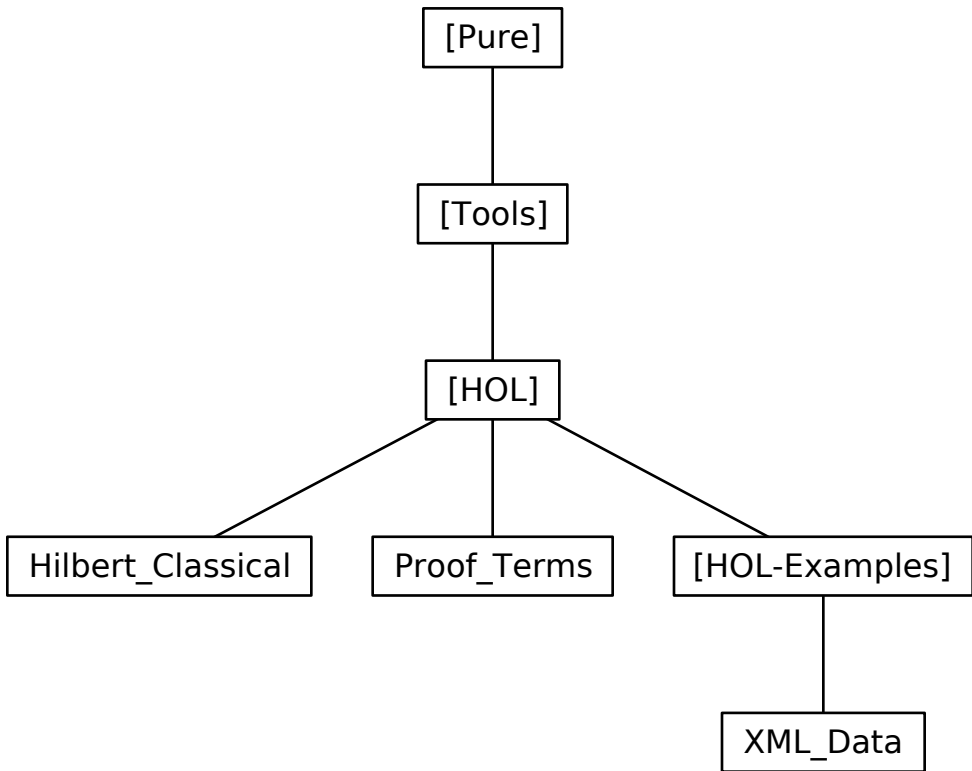 [Pure]
[Tools]
[HOL]
Hilbert_Classical
Proof_Terms
[HOL-Examples]
XML_Data